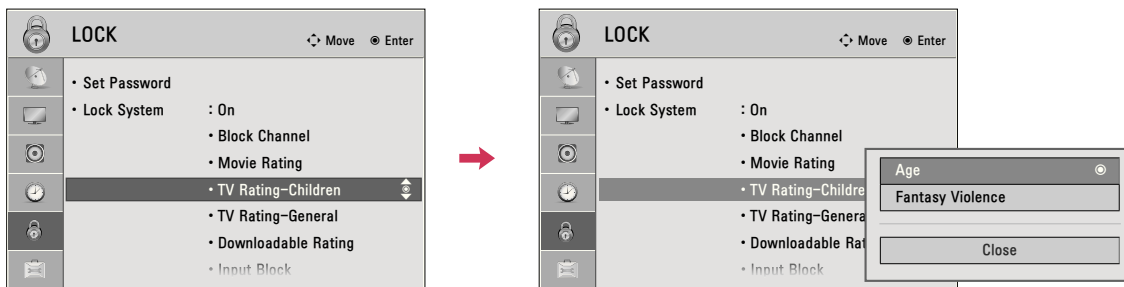 LOCK
Move Enter
• Set Password
• Lock System : On
• Block Channel
• Movie Rating
• TV Rating-Children
• TV Rating-General
• Downloadable Rating
• Input Block
LOCK
Move Enter
• Set Password
• Lock System : On
• Block Channel
• Movie Rating
• TV Rating-Childre
• TV Rating-Genera
• Downloadable Rat
• Input Block
Age
Fantasy Violence
Close